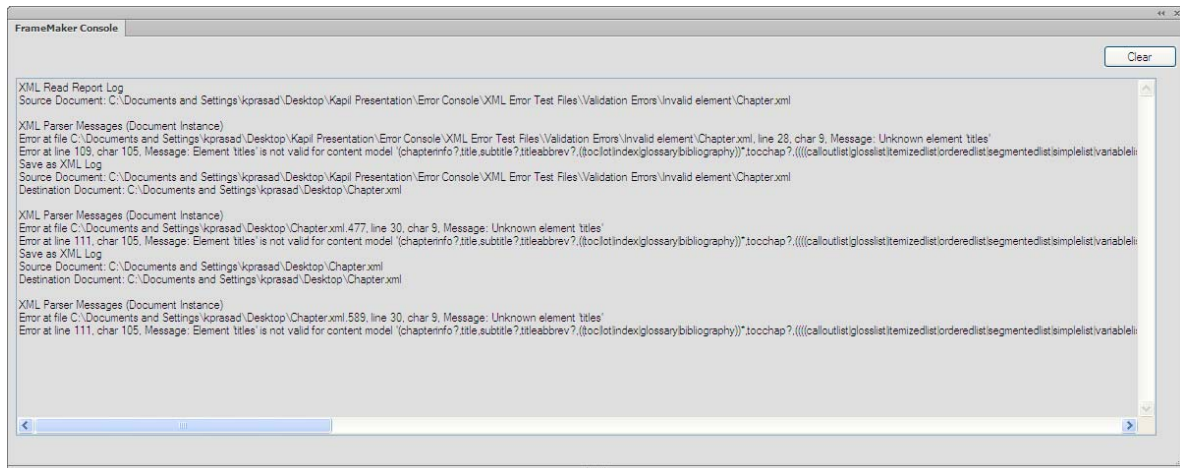 FrameMaker Console
Clear
XML Read Report Log
Source Document: C:\Documents and Settings\kprasad\Desktop\Kapil Presentation\Error Console\XML Error Test Files\Validation Errors\Invalid element\Chapter.xml
XML Parser Messages (Document Instance)
Error at file C:\Documents and Settings\kprasad\Desktop\Kapil Presentation\Error Console\XML Error Test Files\Validation Errors\Invalid element\Chapter.xml, line 28, char 9, Message: Unknown element 'titles'
Error at line 109, char 105, Message: Element 'titles' is not valid for content model '(chapterinfo?,title,subtitle?,titleabbrev?,((toc|lot|index|glossary|bibliography))*,tocchap?,((((calloutlist|glosslist|itemizedlist|orderedlist|segmentedlist|simplelist|variableli
Save as XML Log
Source Document: C:\Documents and Settings\kprasad\Desktop\Kapil Presentation\Error Console\XML Error Test Files\Validation Errors\Invalid element\Chapter.xml
Destination Document: C:\Documents and Settings\kprasad\Desktop\Chapter.xml
XML Parser Messages (Document Instance)
Error at file C:\Documents and Settings\kprasad\Desktop\Chapter.xml.477, line 30, char 9, Message: Unknown element 'titles'
Error at line 111, char 105, Message: Element 'titles' is not valid for content model '(chapterinfo?,title,subtitle?,titleabbrev?,((toc|lot|index|glossary|bibliography))*,tocchap?,((((calloutlist|glosslist|itemizedlist|orderedlist|segmentedlist|simplelist|variableli
Save as XML Log
Source Document: C:\Documents and Settings\kprasad\Desktop\Chapter.xml
Destination Document: C:\Documents and Settings\kprasad\Desktop\Chapter.xml
XML Parser Messages (Document Instance)
Error at file C:\Documents and Settings\kprasad\Desktop\Chapter.xml.589, line 30, char 9, Message: Unknown element 'titles'
Error at line 111, char 105, Message: Element 'titles' is not valid for content model '(chapterinfo?,title,subtitle?,titleabbrev?,((toc|lot|index|glossary|bibliography))*,tocchap?,((((calloutlist|glosslist|itemizedlist|orderedlist|segmentedlist|simplelist|variableli